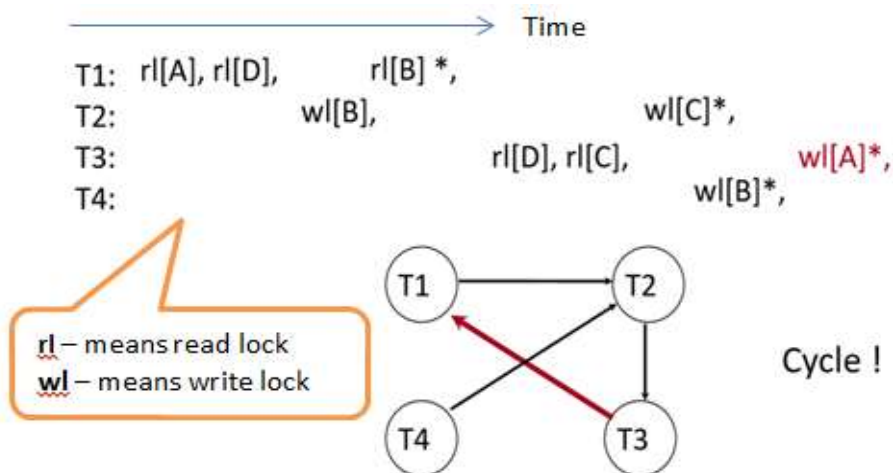 Time
T1: rl[A], rl[D], rl[B] *,
T2: wl[B], wl[C]*,
T3: rl[D], rl[C], wl[A]*,
T4: wl[B]*,
T1 T2
rl – means read lock
wl – means write lock
Cycle !
T4 T3